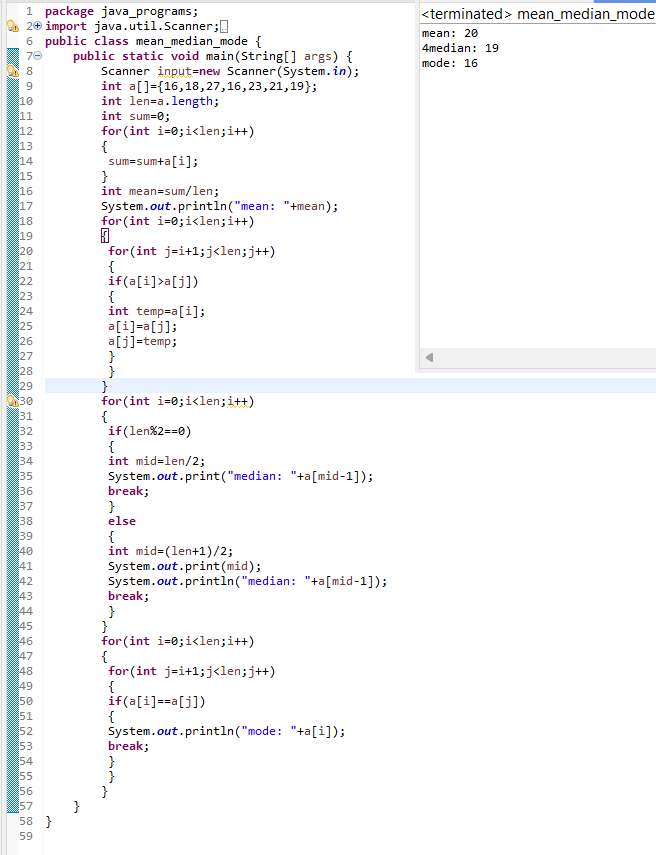 <terminated> mean_median_mode
mean: 20
4median: 19
mode: 16
1 package java_programs;
2 import java.util.Scanner;
6 public class mean_median_mode {
7 public static void main(String[] args) {
8 Scanner input=new Scanner(System.in);
9 int a[]={16,18,27,16,23,21,19};
10 int len=a.length;
11 int sum=0;
12 for(int i=0;i<len;i++)
13 {
14 sum=sum+a[i];
15 }
16 int mean=sum/len;
17 System.out.println("mean: "+mean);
18 for(int i=0;i<len;i++)
19 {
20 for(int j=i+1;j<len;j++)
21 {
22 if(a[i]>a[j])
23 {
24 int temp=a[i];
25 a[i]=a[j];
26 a[j]=temp;
27 }
28 }
29 }
30 for(int i=0;i<len;i++)
31 {
32 if(len%2==0)
33 {
34 int mid=len/2;
35 System.out.print("median: "+a[mid-1]);
36 break;
37 }
38 else
39 {
40 int mid=(len+1)/2;
41 System.out.print(mid);
42 System.out.println("median: "+a[mid-1]);
43 break;
44 }
45 }
46 for(int i=0;i<len;i++)
47 {
48 for(int j=i+1;j<len;j++)
49 {
50 if(a[i]==a[j])
51 {
52 System.out.println("mode: "+a[i]);
53 break;
54 }
55 }
56 }
57 }
58 }
59